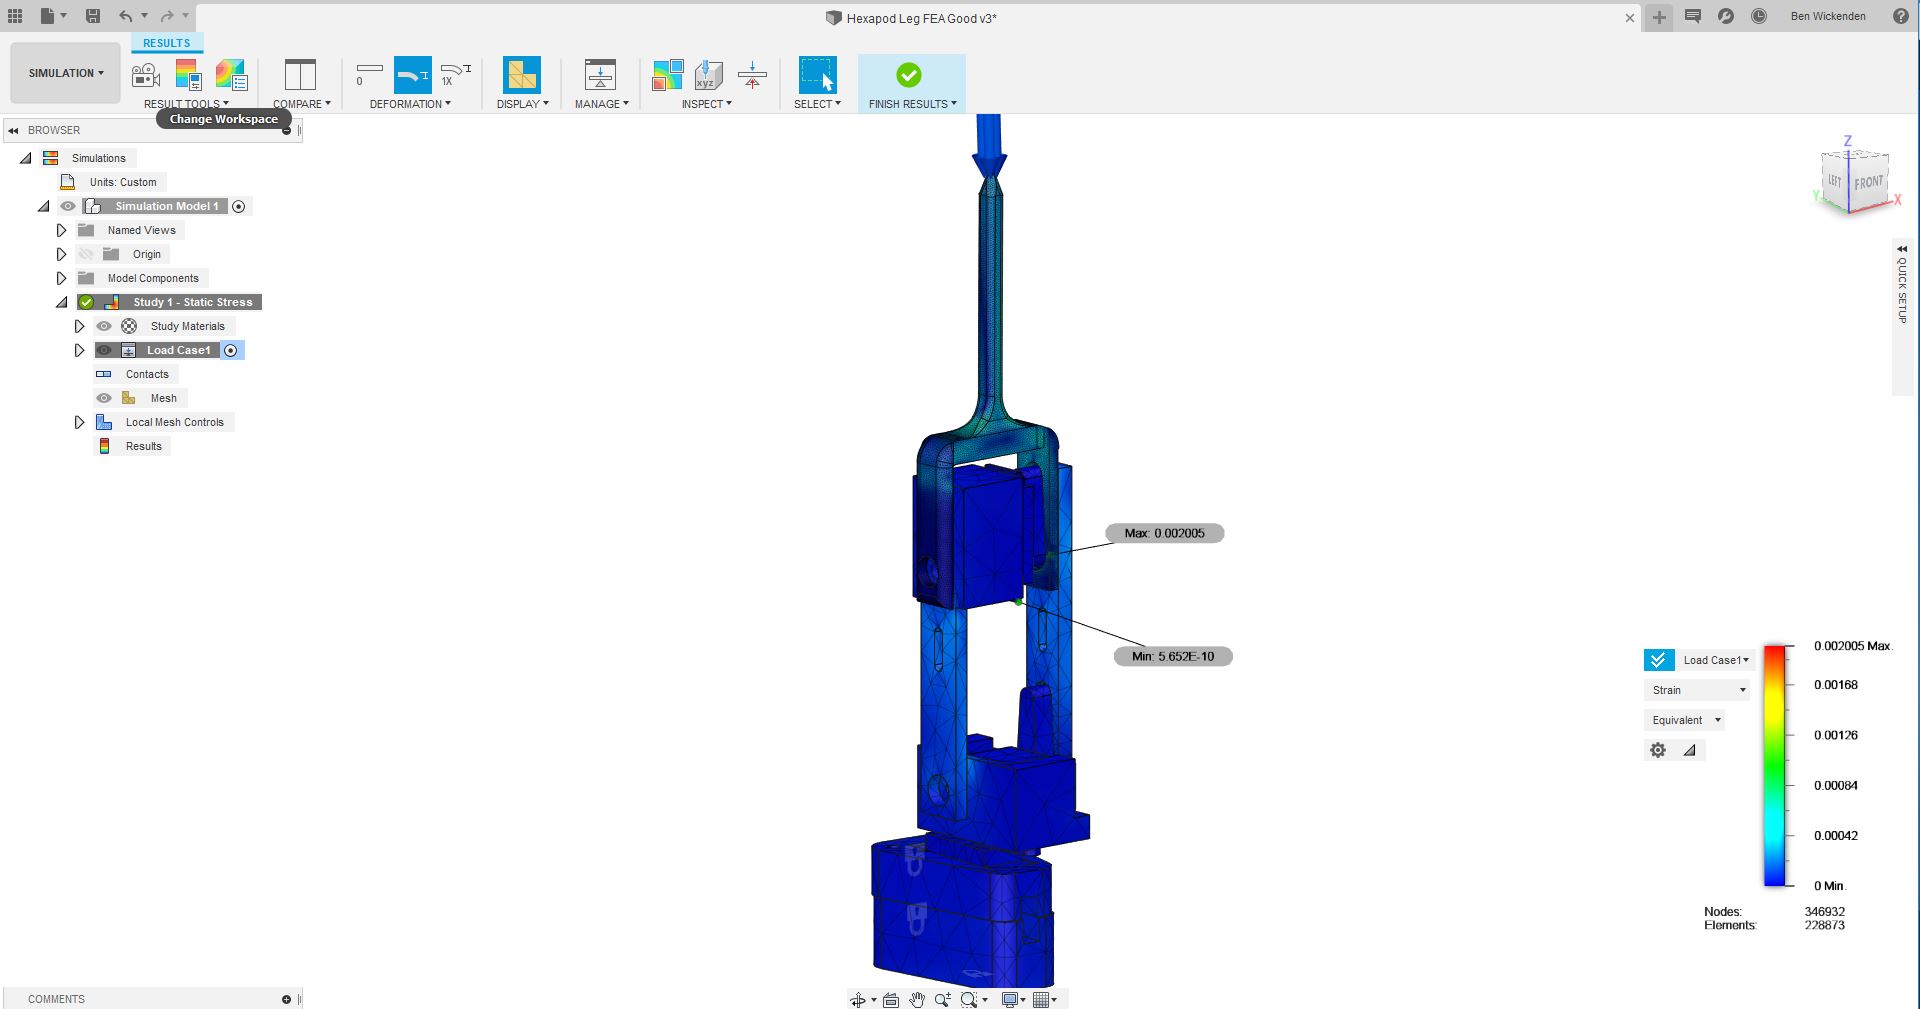 Hexapod Leg FEA Good v3*
Ben Wickenden
RESULTS
SIMULATION
0
1X
xyz
RESULT TOOLS
COMPARE
DEFORMATION
DISPLAY
MANAGE
INSPECT
SELECT
FINISH RESULTS
Change Workspace
BROWSER
Simulations
Units: Custom
Simulation Model 1
Named Views
Origin
Model Components
Study 1 - Static Stress
Study Materials
Load Case1
Contacts
Mesh
Local Mesh Controls
Results
Z
LEFT
FRONT
Y
X
QUICK SETUP
Max: 0.002005
Min: 5.652E-10
Load Case1
Strain
Equivalent
0.002005 Max.
0.00168
0.00126
0.00084
0.00042
0 Min.
Nodes: 346932
Elements: 228873
COMMENTS